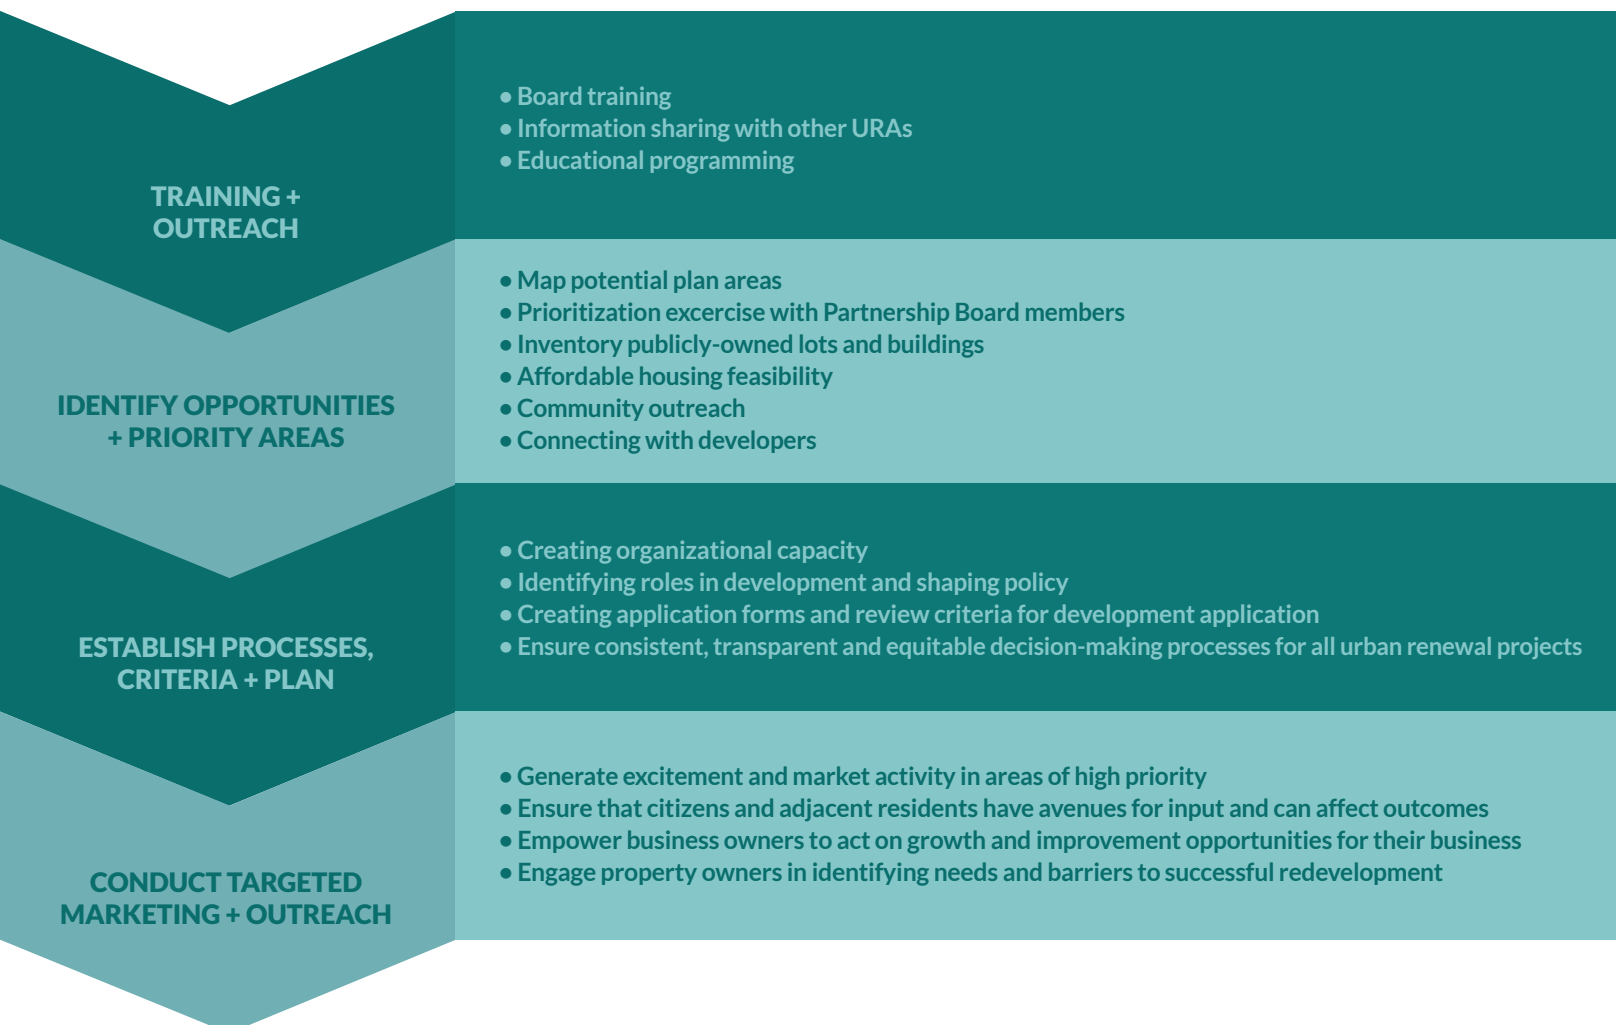 TRAINING +
OUTREACH
• Board training
• Information sharing with other URAs
• Educational programming
IDENTIFY OPPORTUNITIES
+ PRIORITY AREAS
• Map potential plan areas
• Prioritization excercise with Partnership Board members
• Inventory publicly-owned lots and buildings
• Affordable housing feasibility
• Community outreach
• Connecting with developers
ESTABLISH PROCESSES,
CRITERIA + PLAN
• Creating organizational capacity
• Identifying roles in development and shaping policy
• Creating application forms and review criteria for development application
• Ensure consistent, transparent and equitable decision-making processes for all urban renewal projects
CONDUCT TARGETED
MARKETING + OUTREACH
• Generate excitement and market activity in areas of high priority
• Ensure that citizens and adjacent residents have avenues for input and can affect outcomes
• Empower business owners to act on growth and improvement opportunities for their business
• Engage property owners in identifying needs and barriers to successful redevelopment